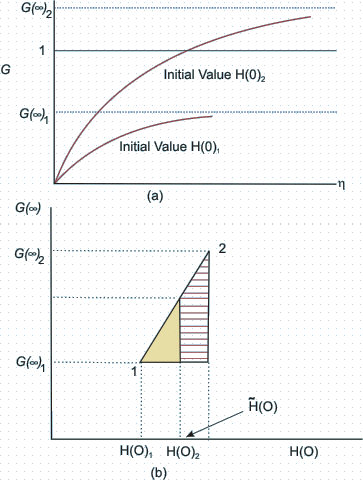 G(∞)₂
1
G
Initial Value H(0)₂
G(∞)₁
Initial Value H(0)₁
η
(a)
G(∞)
G(∞)₂
2
G(∞)₁
1
H̃(O)
H(O)₁ H(O)₂ H(O)
(b)